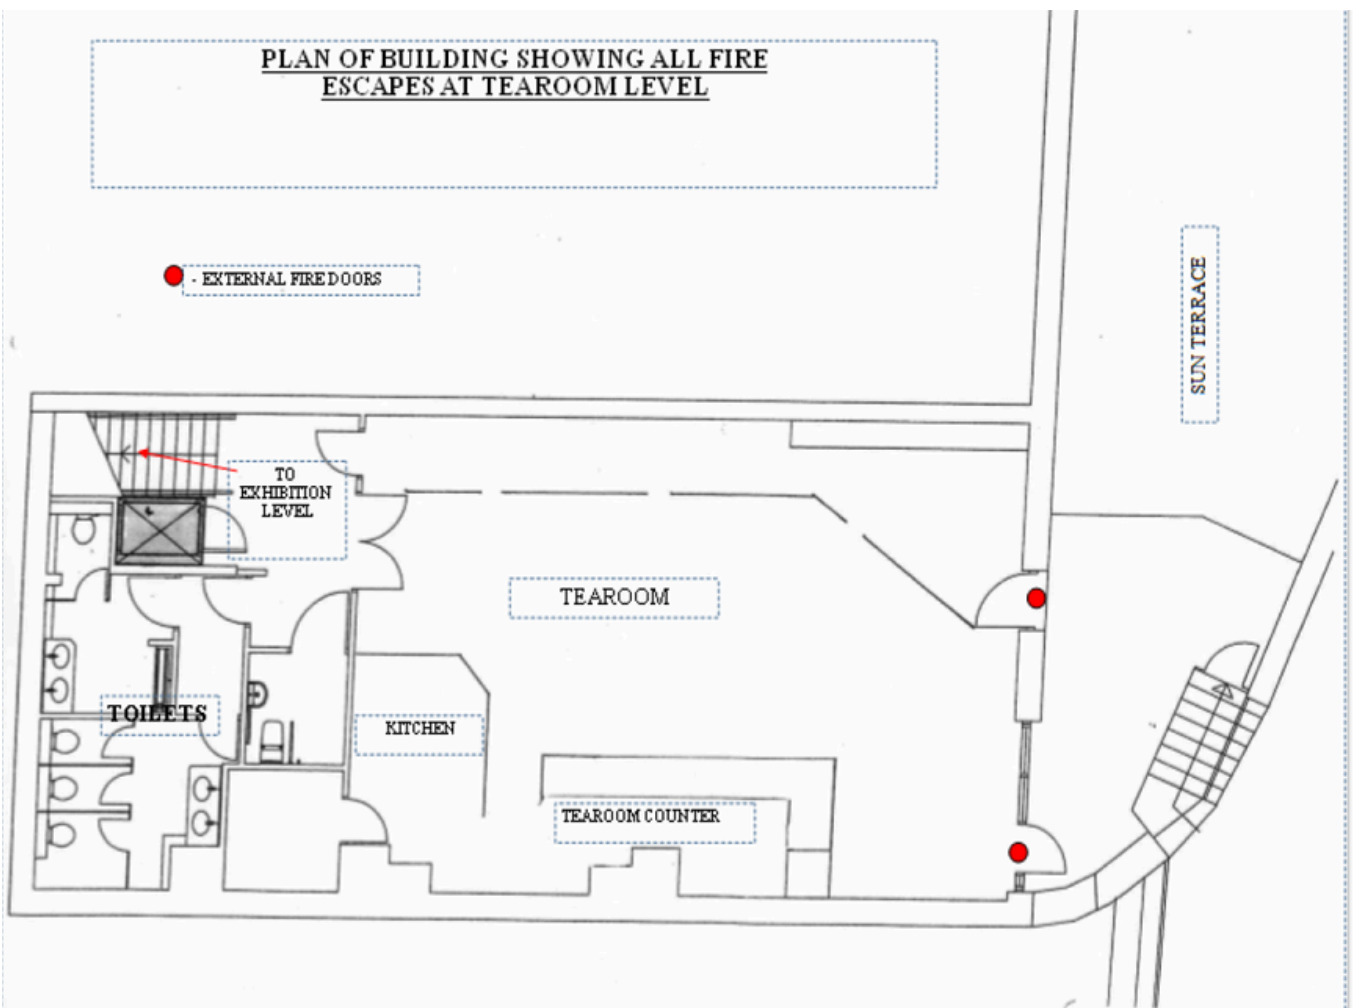 PLAN OF BUILDING SHOWING ALL FIRE
ESCAPES AT TEAROOM LEVEL
- EXTERNAL FIRE DOORS
SUN TERRACE
TO
EXHIBITION
LEVEL
TEAROOM
TOILETS
KITCHEN
TEAROOM COUNTER